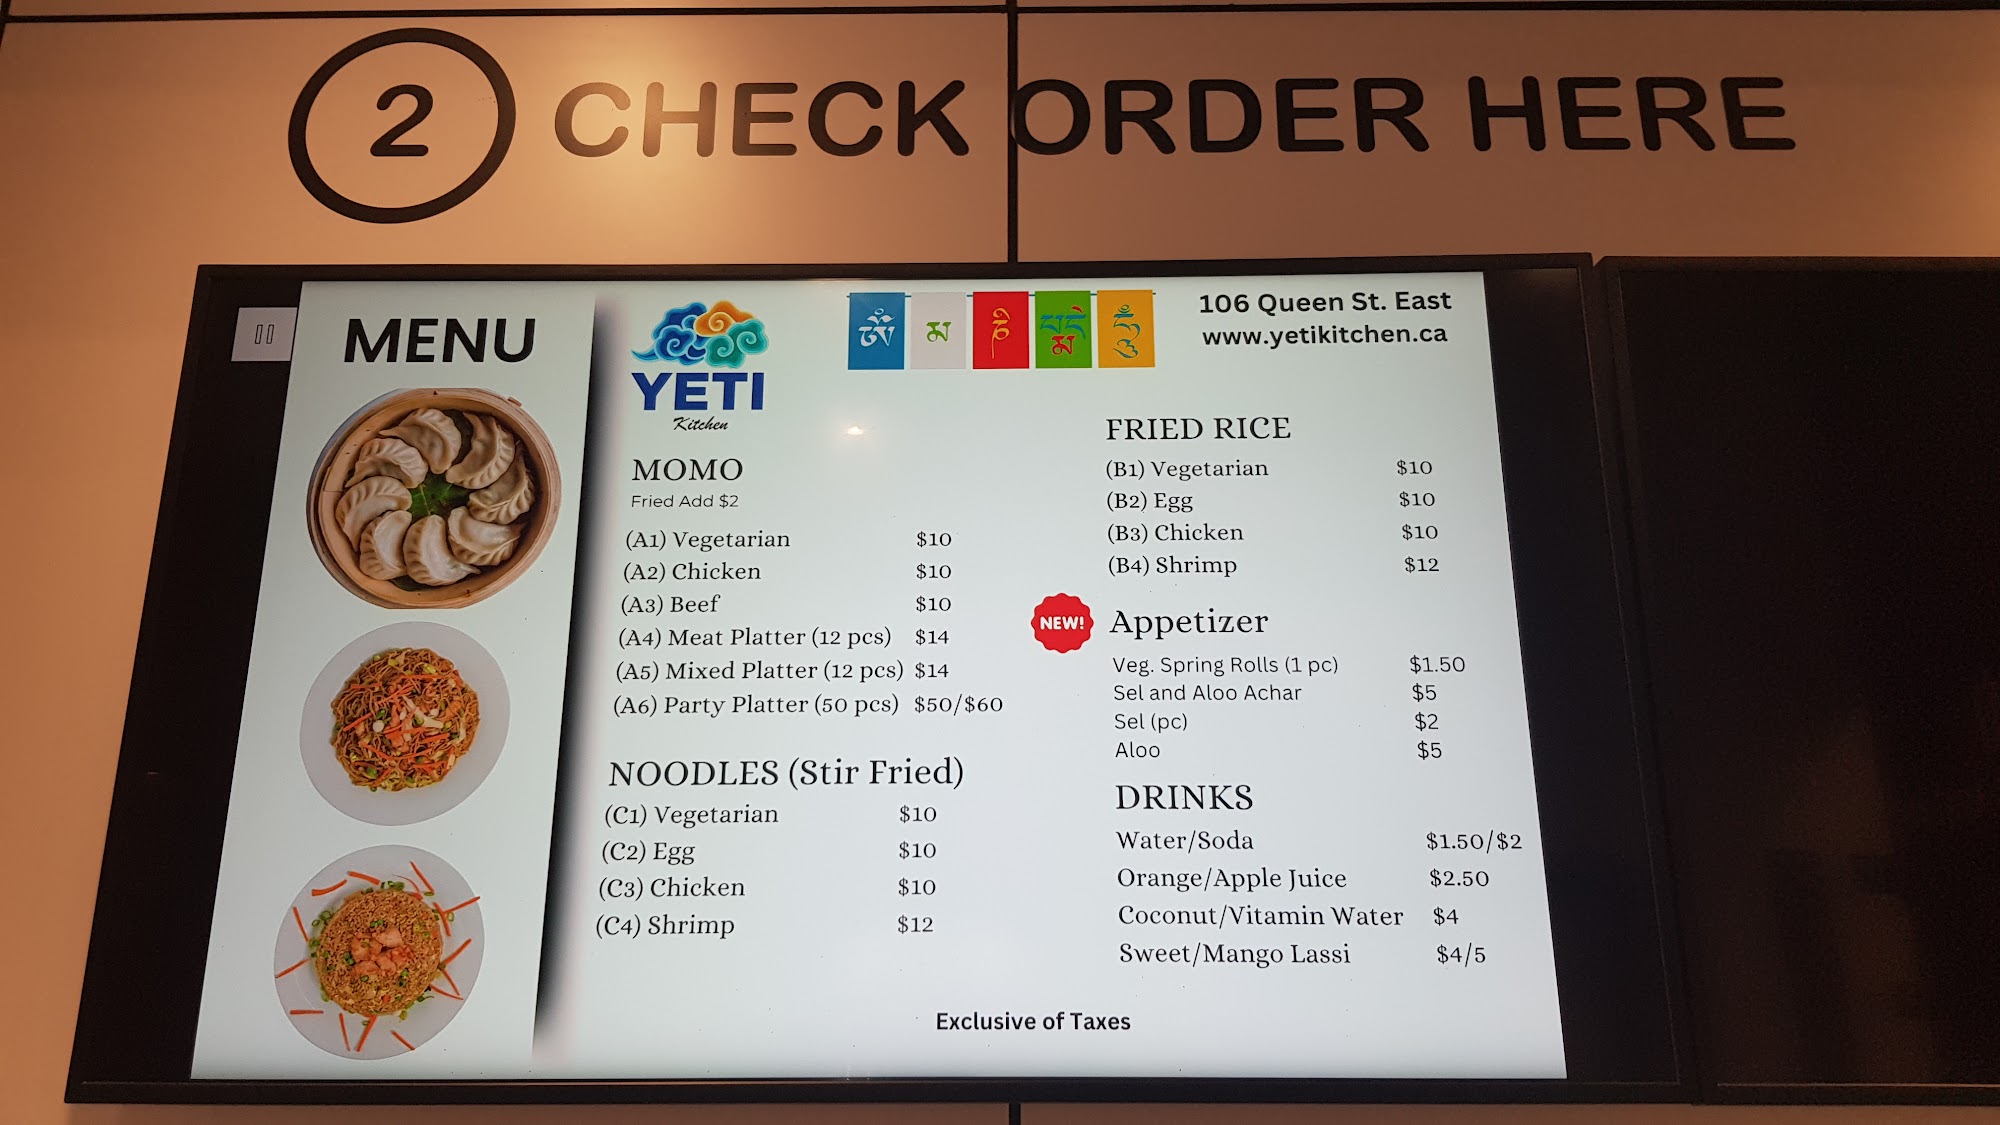 2 CHECK ORDER HERE
MENU
YETI
Kitchen
ༀ མ ཎི པདྨེ ཧཱུྃ
106 Queen St. East
www.yetikitchen.ca
MOMO
Fried Add $2
(A1) Vegetarian $10
(A2) Chicken $10
(A3) Beef $10
(A4) Meat Platter (12 pcs) $14
(A5) Mixed Platter (12 pcs) $14
(A6) Party Platter (50 pcs) $50/$60
NOODLES (Stir Fried)
(C1) Vegetarian $10
(C2) Egg $10
(C3) Chicken $10
(C4) Shrimp $12
FRIED RICE
(B1) Vegetarian $10
(B2) Egg $10
(B3) Chicken $10
(B4) Shrimp $12
NEW! Appetizer
Veg. Spring Rolls (1 pc) $1.50
Sel and Aloo Achar $5
Sel (pc) $2
Aloo $5
DRINKS
Water/Soda $1.50/$2
Orange/Apple Juice $2.50
Coconut/Vitamin Water $4
Sweet/Mango Lassi $4/5
Exclusive of Taxes